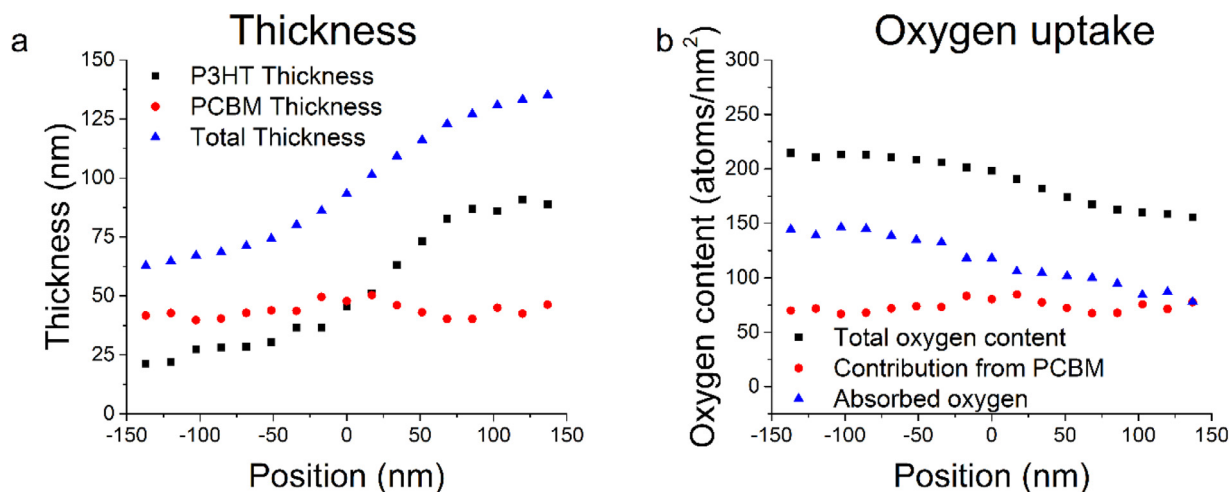 a
Thickness
150
125
100
75
50
25
0
Thickness (nm)
P3HT Thickness
PCBM Thickness
Total Thickness
-150
-100
-50
0
50
100
150
Position (nm)
b
Oxygen uptake
300
250
200
150
100
50
0
Oxygen content (atoms/nm²)
Total oxygen content
Contribution from PCBM
Absorbed oxygen
-150
-100
-50
0
50
100
150
Position (nm)